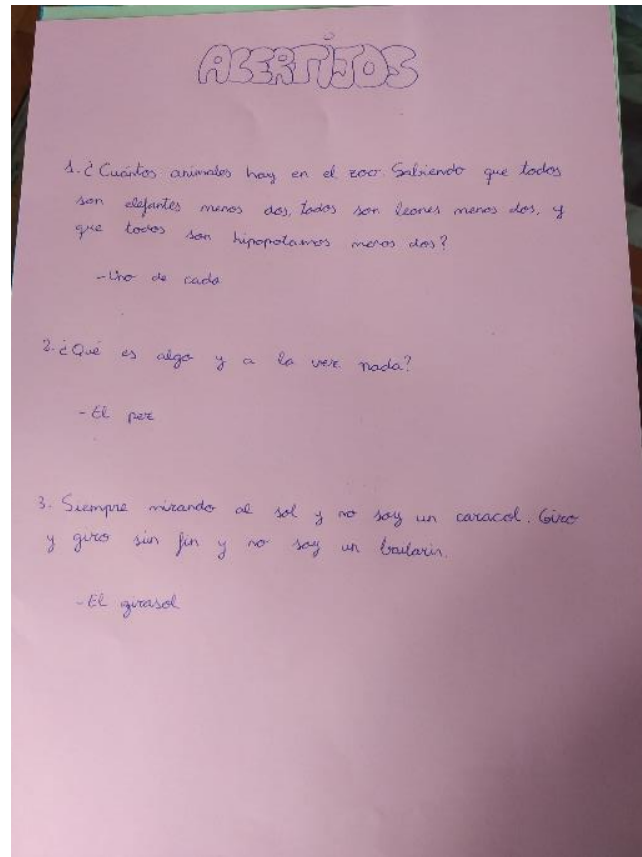 ACERTIJOS
1. ¿Cuántos animales hay en el zoo. Sabiendo que todos
son elefantes menos dos, todos son leones menos dos, y
que todos son hipopotamos menos dos?
- Uno de cada
2. ¿Qué es algo y a la vez nada?
- El pez
3. Siempre mirando al sol y no soy un caracol. Giro
y giro sin fin y no soy un bailarin.
- El girasol